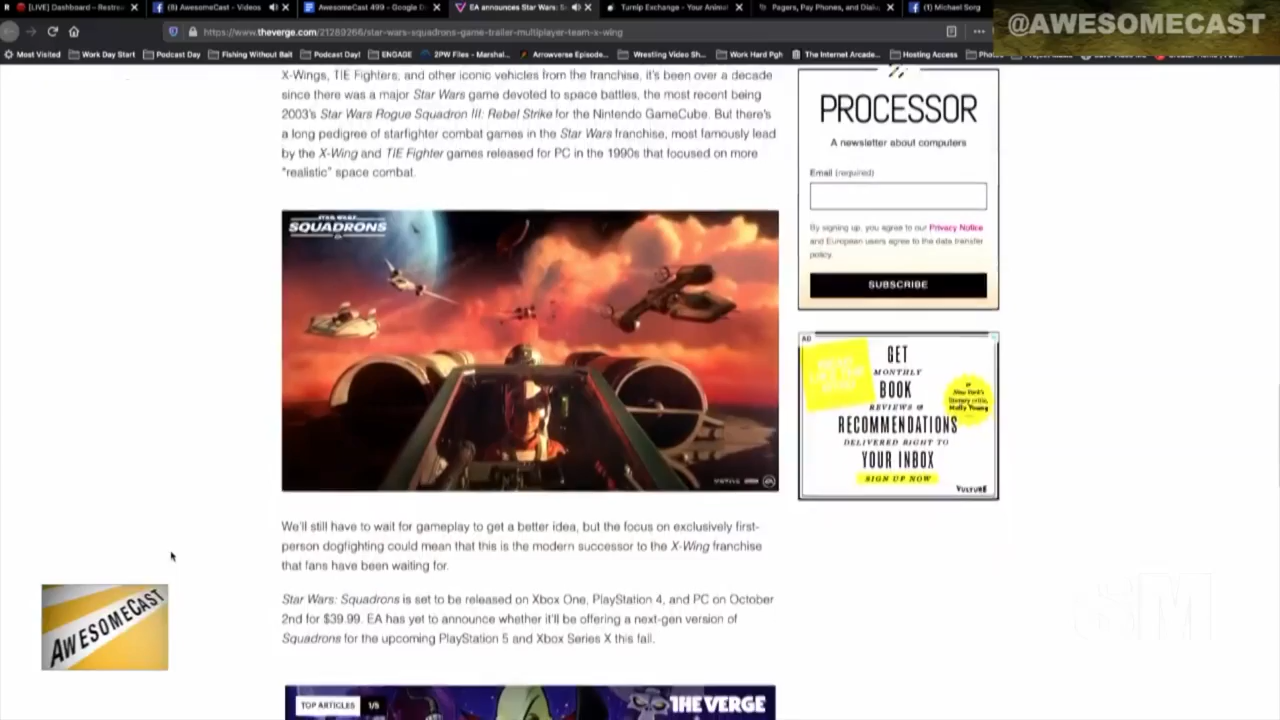 [LIVE] Dashboard - Restre
(8) AwesomeCast - Videos
AwesomeCast 499 - Google D
EA announces Star Wars: S
Turnip Exchange - Your Animal
Pagers, Pay Phones, and Dialu
(1) Michael Sorg
@AWESOMECAST
https://www.theverge.com/21289266/star-wars-squadrons-game-trailer-multiplayer-team-x-wing
Most Visited
Work Day Start
Podcast Day
Fishing Without Bait
Podcast Day!
ENGAGE
2PW Files - Marshal...
Arrowverse Episode...
Wrestling Video Sh...
Work Hard Pgh
The Internet Arcade...
Hosting Access
X-Wings, TIE Fighters, and other iconic vehicles from the franchise, it's been over a decade
since there was a major Star Wars game devoted to space battles, the most recent being
2003's Star Wars Rogue Squadron III: Rebel Strike for the Nintendo GameCube. But there's
a long pedigree of starfighter combat games in the Star Wars franchise, most famously lead
by the X-Wing and TIE Fighter games released for PC in the 1990s that focused on more
"realistic" space combat.
STAR WARS
SQUADRONS
EA
We'll still have to wait for gameplay to get a better idea, but the focus on exclusively first-
person dogfighting could mean that this is the modern successor to the X-Wing franchise
that fans have been waiting for.
Star Wars: Squadrons is set to be released on Xbox One, PlayStation 4, and PC on October
2nd for $39.99. EA has yet to announce whether it'll be offering a next-gen version of
Squadrons for the upcoming PlayStation 5 and Xbox Series X this fall.
TOP ARTICLES 1/5
THE VERGE
PROCESSOR
A newsletter about computers
Email (required)
By signing up, you agree to our Privacy Notice
and European users agree to the data transfer
policy.
SUBSCRIBE
AD
GET
MONTHLY
BOOK
REVIEWS &
RECOMMENDATIONS
DELIVERED RIGHT TO
YOUR INBOX
SIGN UP NOW
New York's
literary critic,
Molly Young
VULTURE
AWESOMECAST
SM